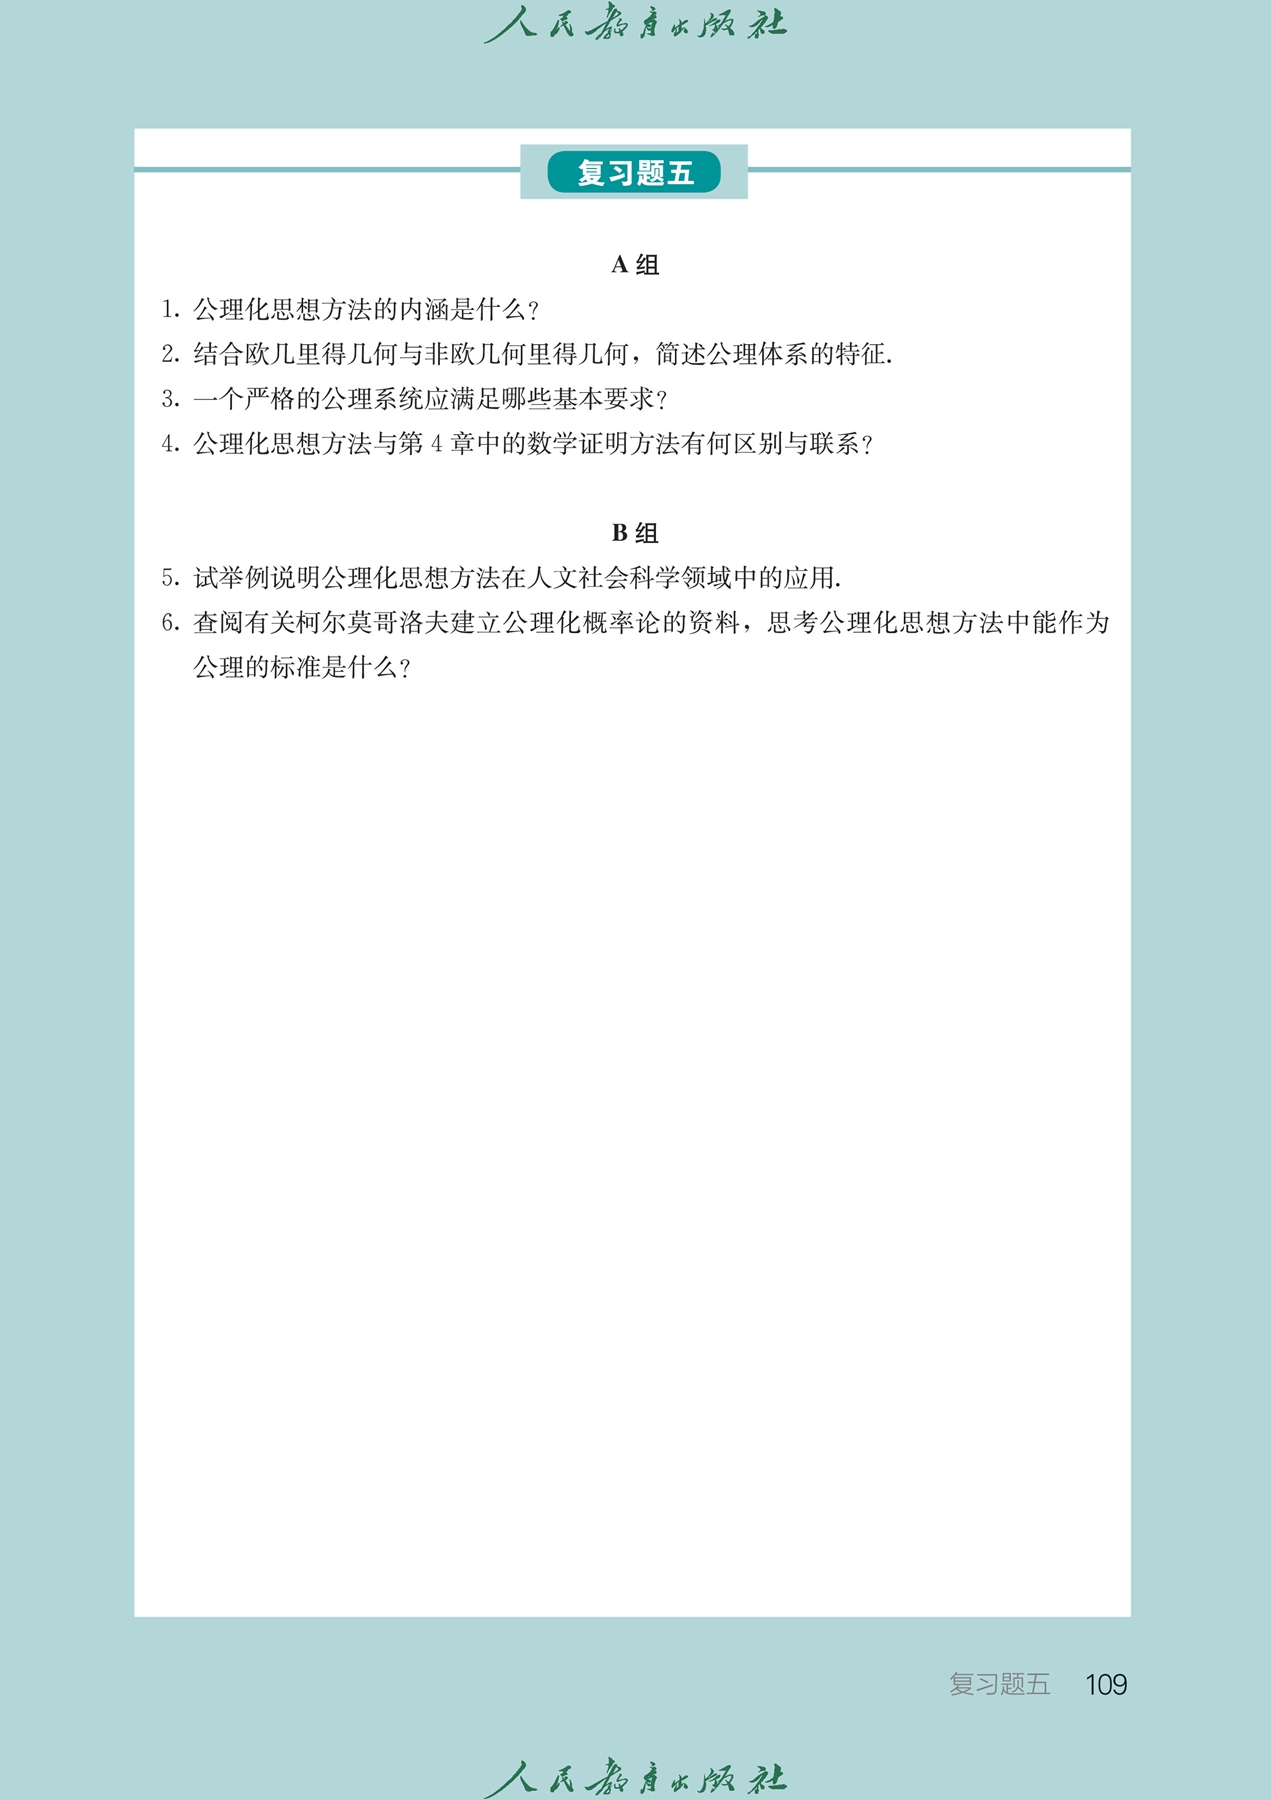 人民教育出版社
复习题五
A 组
1. 公理化思想方法的内涵是什么?
2. 结合欧几里得几何与非欧几何里得几何，简述公理体系的特征.
3. 一个严格的公理系统应满足哪些基本要求?
4. 公理化思想方法与第 4 章中的数学证明方法有何区别与联系?
B 组
5. 试举例说明公理化思想方法在人文社会科学领域中的应用.
6. 查阅有关柯尔莫哥洛夫建立公理化概率论的资料，思考公理化思想方法中能作为
公理的标准是什么?
复习题五 109
人民教育出版社